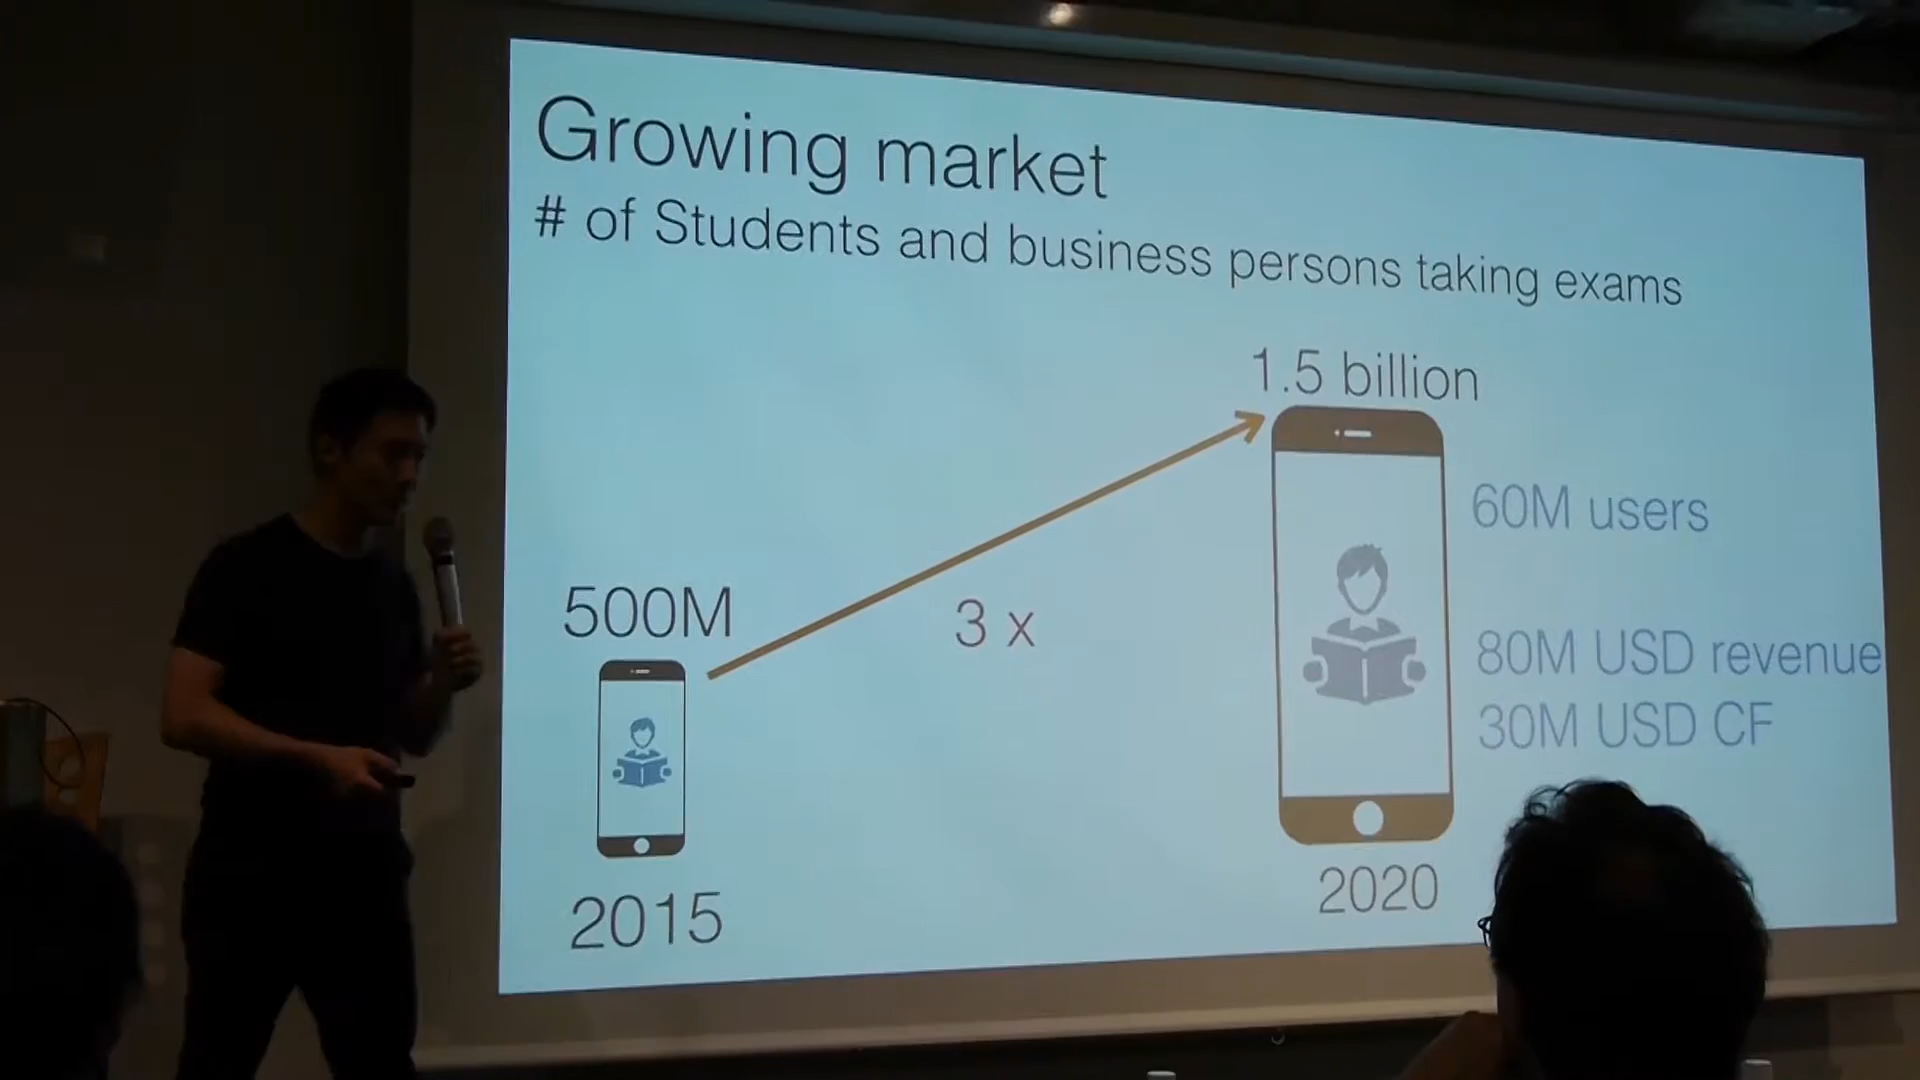 Growing market
# of Students and business persons taking exams
1.5 billion
60M users
500M
3 x
80M USD revenue
30M USD CF
2015
2020